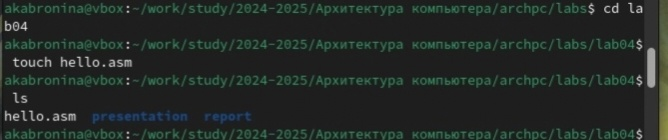 akabronina@vbox:~/work/study/2024-2025/Архитектура компьютера/archpc/labs$ cd la
b04
akabronina@vbox:~/work/study/2024-2025/Архитектура компьютера/archpc/labs/lab04$
 touch hello.asm
akabronina@vbox:~/work/study/2024-2025/Архитектура компьютера/archpc/labs/lab04$
 ls
hello.asm  presentation  report
akabronina@vbox:~/work/study/2024-2025/Архитектура компьютера/archpc/labs/lab04$